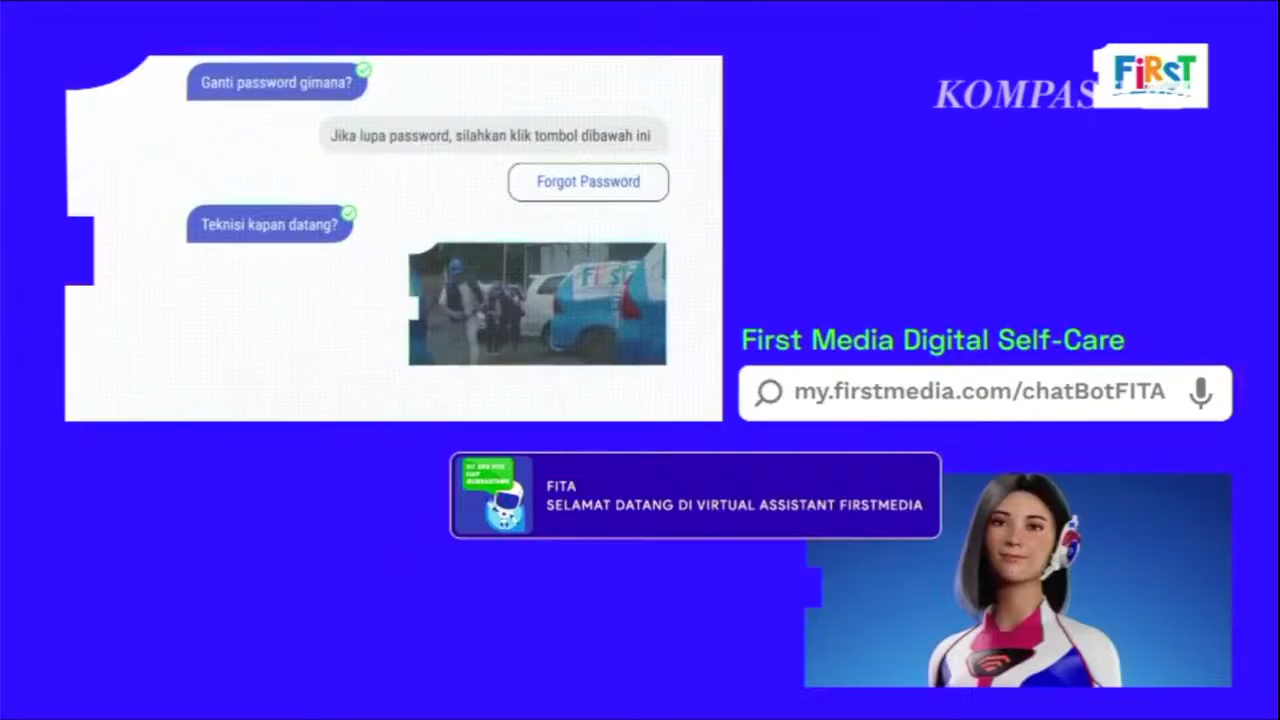 Ganti password gimana?
Jika lupa password, silahkan klik tombol dibawah ini
Forgot Password
Teknisi kapan datang?
FiRST
KOMPAS
FiRST
First Media Digital Self-Care
my.firstmedia.com/chatBotFITA
FITA
SELAMAT DATANG DI VIRTUAL ASSISTANT FIRSTMEDIA